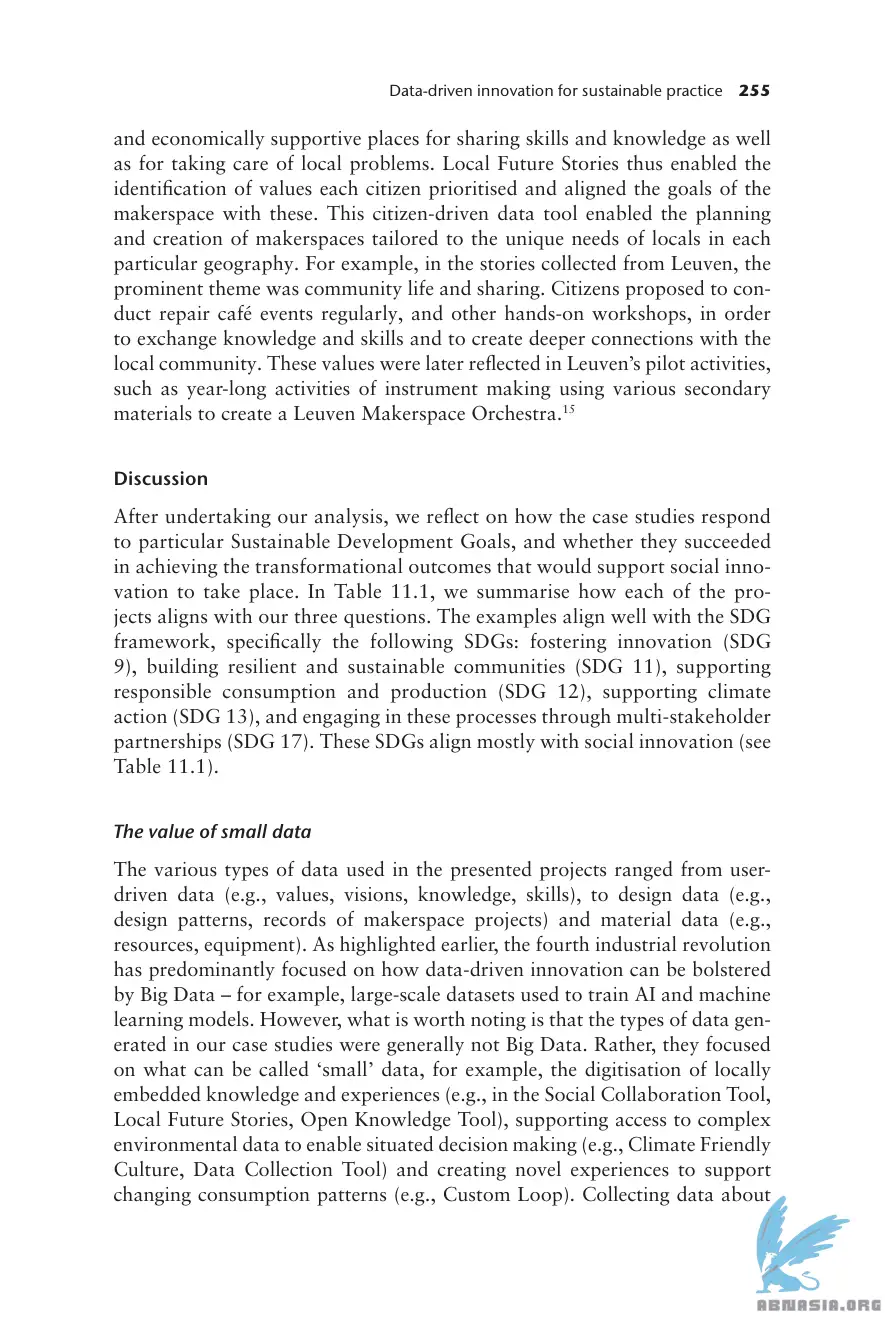 Data-driven innovation for sustainable practice 255
and economically supportive places for sharing skills and knowledge as well
as for taking care of local problems. Local Future Stories thus enabled the
identification of values each citizen prioritised and aligned the goals of the
makerspace with these. This citizen-driven data tool enabled the planning
and creation of makerspaces tailored to the unique needs of locals in each
particular geography. For example, in the stories collected from Leuven, the
prominent theme was community life and sharing. Citizens proposed to con-
duct repair café events regularly, and other hands-on workshops, in order
to exchange knowledge and skills and to create deeper connections with the
local community. These values were later reflected in Leuven’s pilot activities,
such as year-long activities of instrument making using various secondary
materials to create a Leuven Makerspace Orchestra.15
Discussion
After undertaking our analysis, we reflect on how the case studies respond
to particular Sustainable Development Goals, and whether they succeeded
in achieving the transformational outcomes that would support social inno-
vation to take place. In Table 11.1, we summarise how each of the pro-
jects aligns with our three questions. The examples align well with the SDG
framework, specifically the following SDGs: fostering innovation (SDG
9), building resilient and sustainable communities (SDG 11), supporting
responsible consumption and production (SDG 12), supporting climate
action (SDG 13), and engaging in these processes through multi-stakeholder
partnerships (SDG 17). These SDGs align mostly with social innovation (see
Table 11.1).
The value of small data
The various types of data used in the presented projects ranged from user-
driven data (e.g., values, visions, knowledge, skills), to design data (e.g.,
design patterns, records of makerspace projects) and material data (e.g.,
resources, equipment). As highlighted earlier, the fourth industrial revolution
has predominantly focused on how data-driven innovation can be bolstered
by Big Data – for example, large-scale datasets used to train AI and machine
learning models. However, what is worth noting is that the types of data gen-
erated in our case studies were generally not Big Data. Rather, they focused
on what can be called ‘small’ data, for example, the digitisation of locally
embedded knowledge and experiences (e.g., in the Social Collaboration Tool,
Local Future Stories, Open Knowledge Tool), supporting access to complex
environmental data to enable situated decision making (e.g., Climate Friendly
Culture, Data Collection Tool) and creating novel experiences to support
changing consumption patterns (e.g., Custom Loop). Collecting data about
ABNASIA.ORG